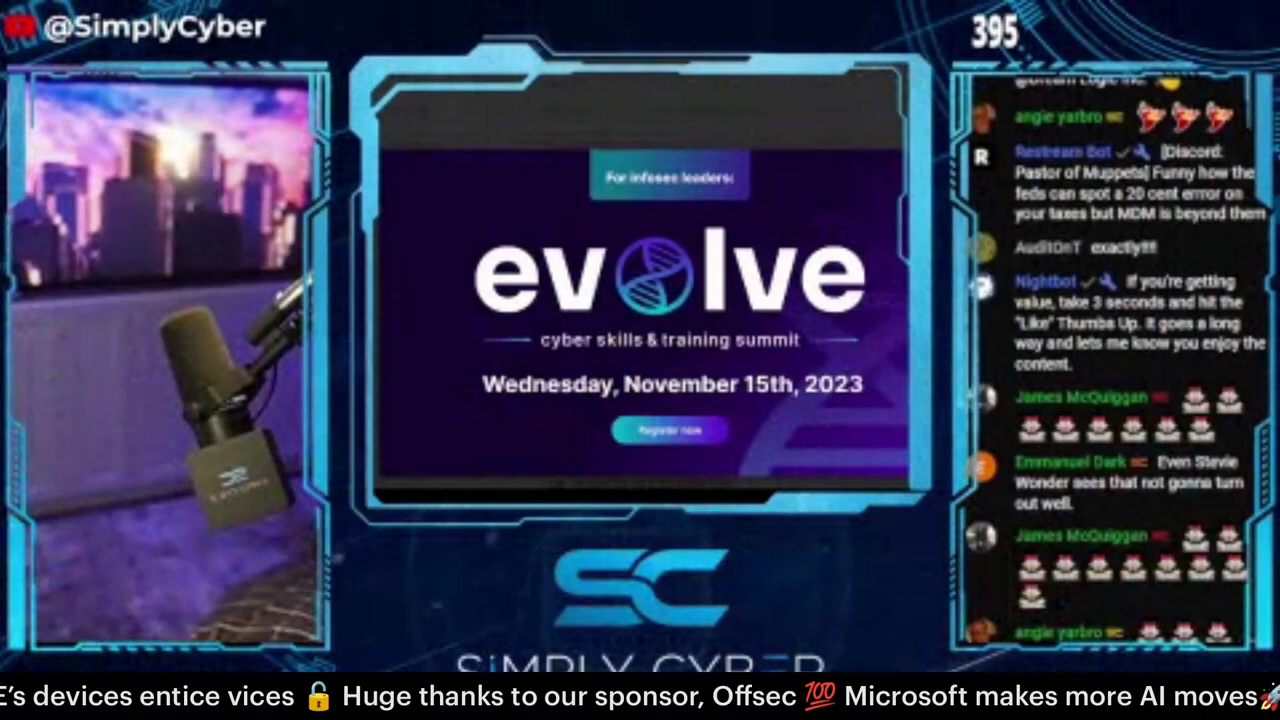 @SimplyCyber
395
For infosec leaders:
evolve
cyber skills & training summit
Wednesday, November 15th, 2023
Register now
SC
SIMPLY CYBER
angie yarbro
Restream Bot [Discord:
Pastor of Muppets] Funny how the
feds can spot a 20 cent error on
your taxes but MDM is beyond them
AuditOnT exactly!!!!
Nightbot If you're getting
value, take 3 seconds and hit the
"Like" Thumbs Up. It goes a long
way and lets me know you enjoy the
content.
James McQuiggan
Emmanuel Dark Even Stevie
Wonder sees that not gonna turn
out well.
James McQuiggan
angie yarbro
E's devices entice vices 🔓 Huge thanks to our sponsor, Offsec 💯 Microsoft makes more AI moves🚀